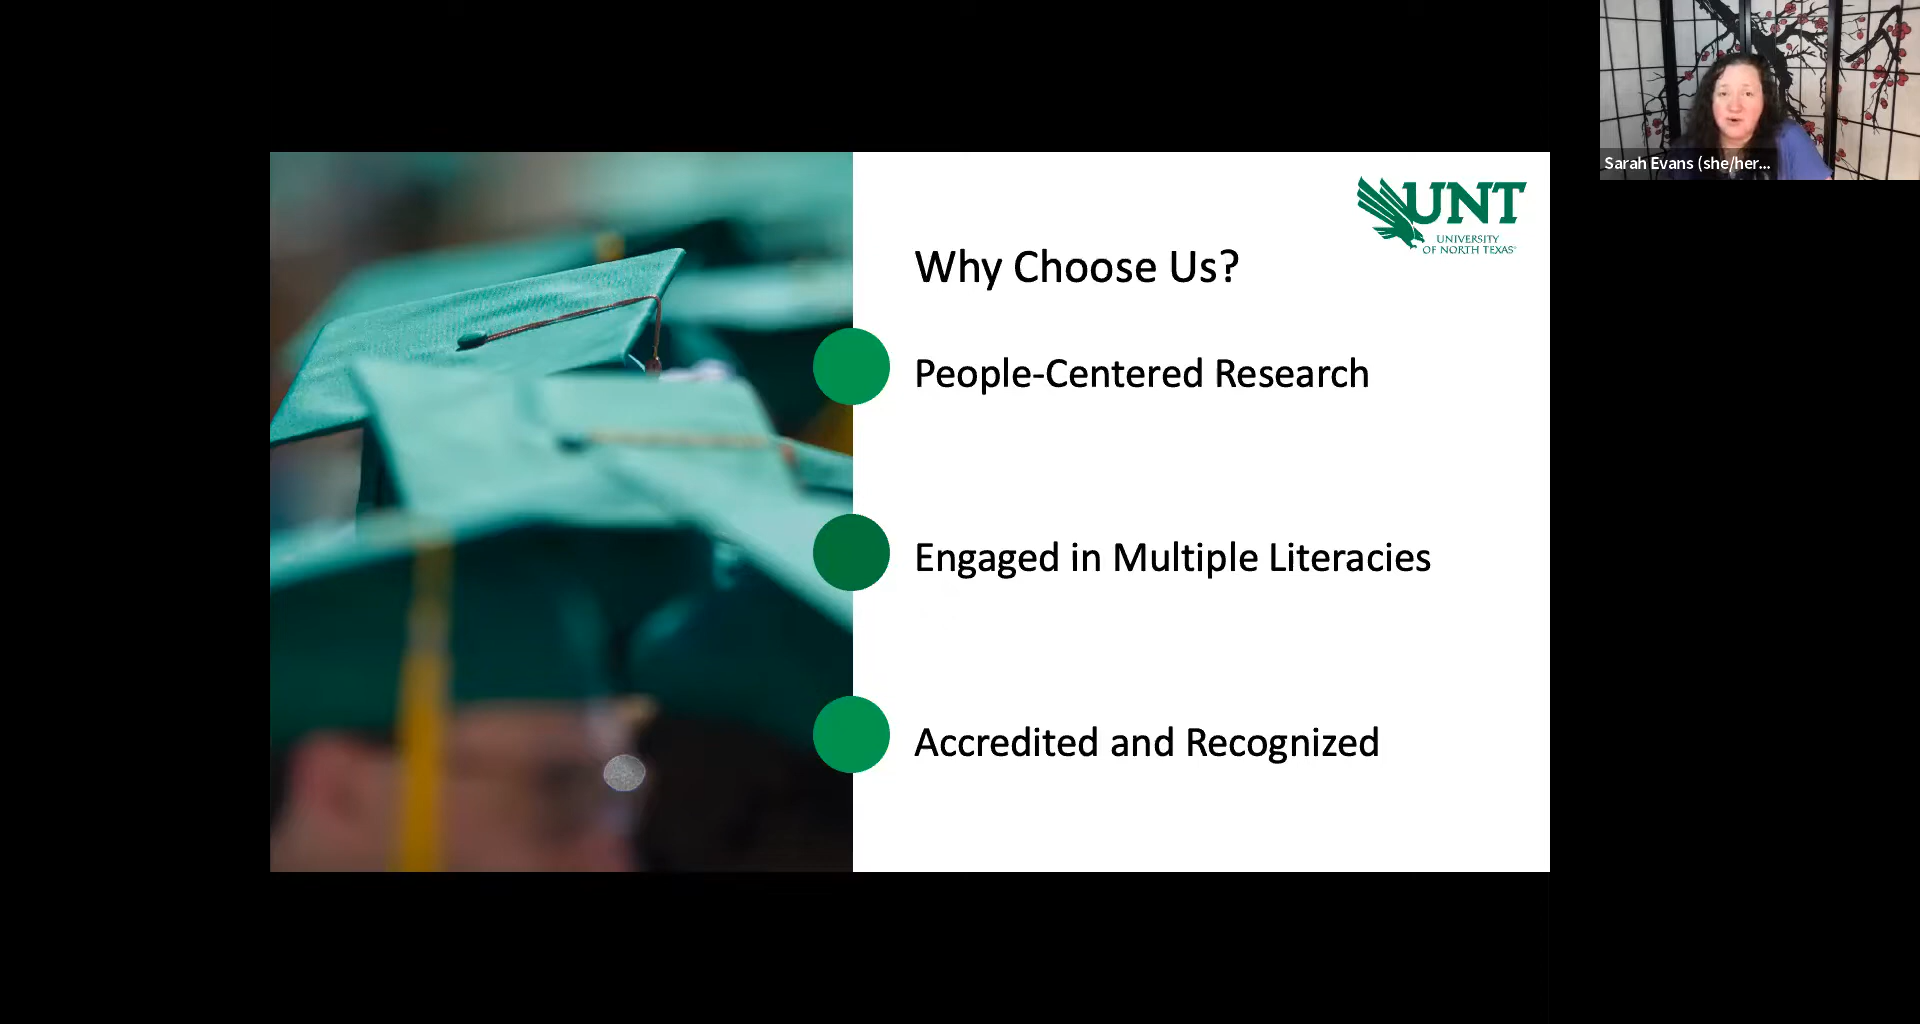 Sarah Evans (she/her...
UNT
UNIVERSITY
OF NORTH TEXAS
Why Choose Us?
People-Centered Research
Engaged in Multiple Literacies
Accredited and Recognized